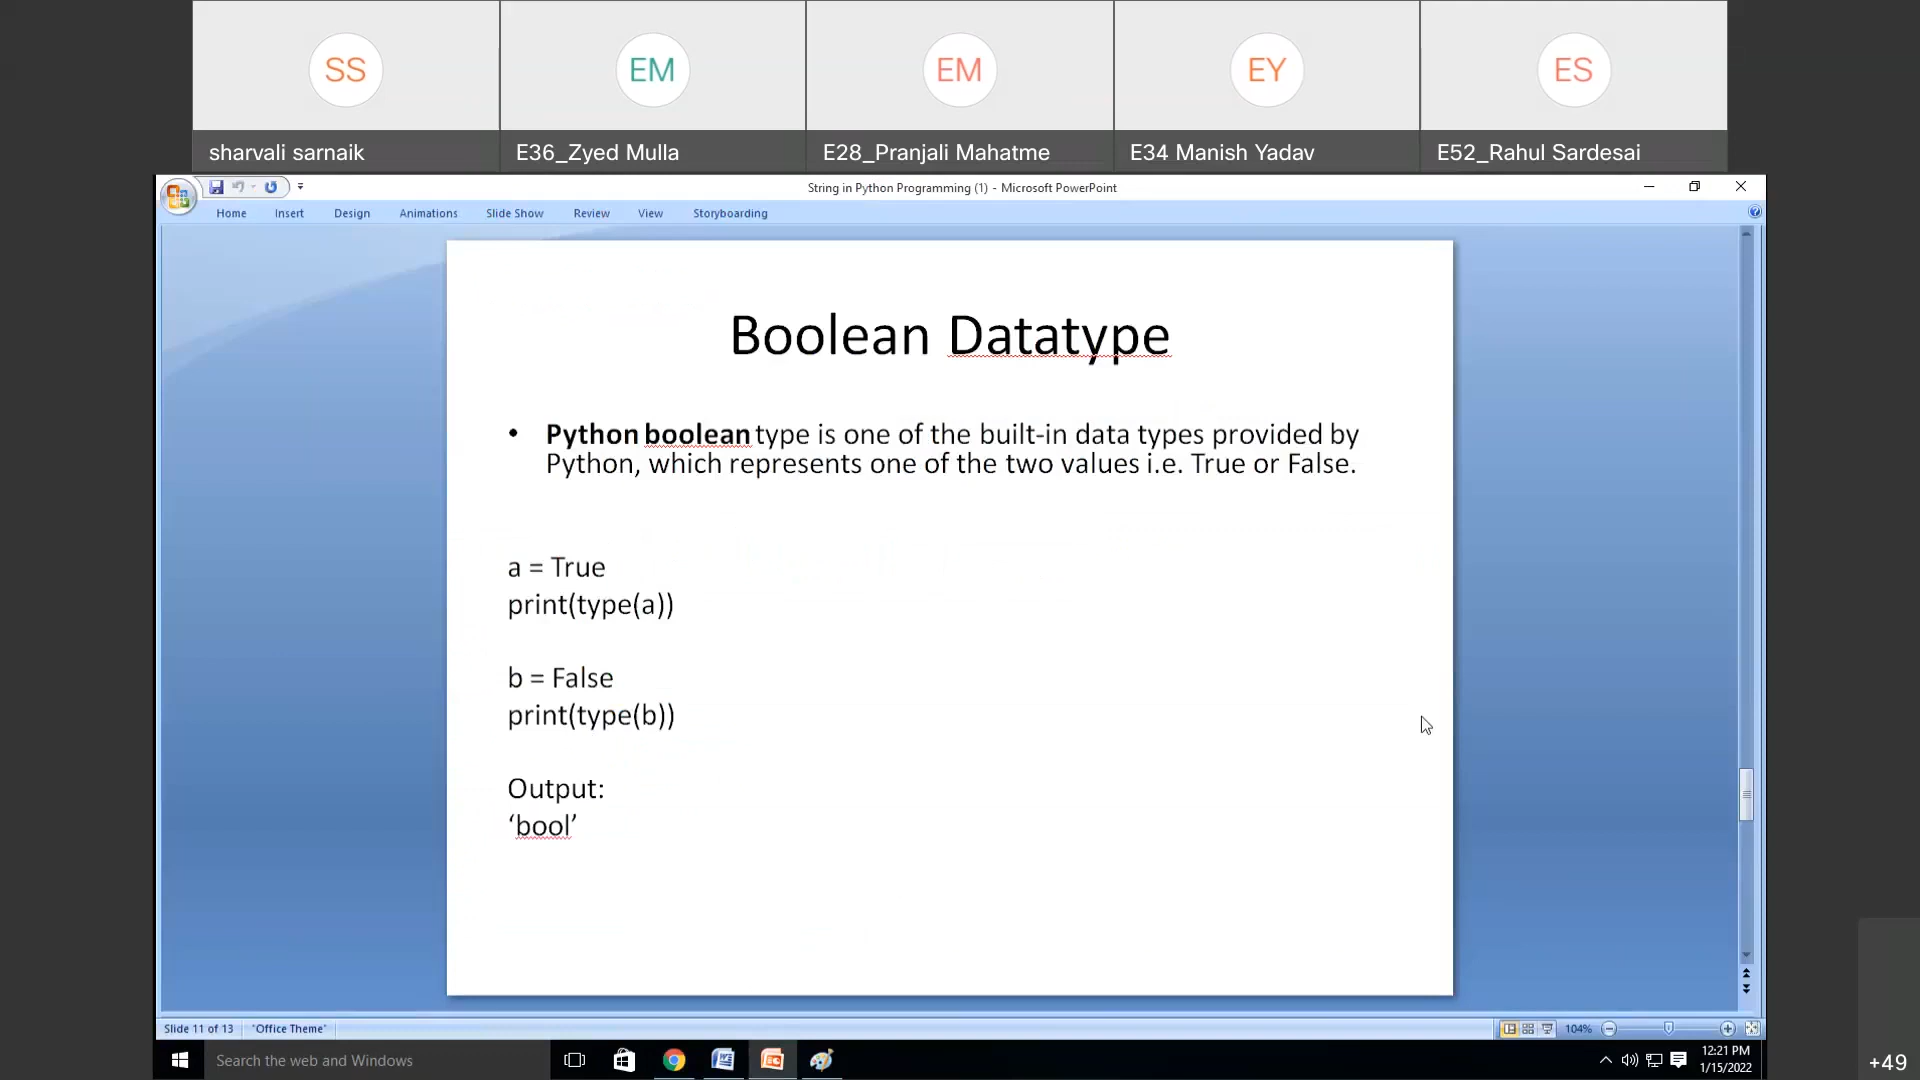 SS
EM
EM
EY
ES
sharvali sarnaik
E36_Zyed Mulla
E28_Pranjali Mahatme
E34 Manish Yadav
E52_Rahul Sardesai
String in Python Programming (1) - Microsoft PowerPoint
Home Insert Design Animations Slide Show Review View Storyboarding
Boolean Datatype
• Python boolean type is one of the built-in data types provided by
Python, which represents one of the two values i.e. True or False.
a = True
print(type(a))
b = False
print(type(b))
Output:
‘bool’
Slide 11 of 13 "Office Theme" 104%
Search the web and Windows
12:21 PM
1/15/2022
+49